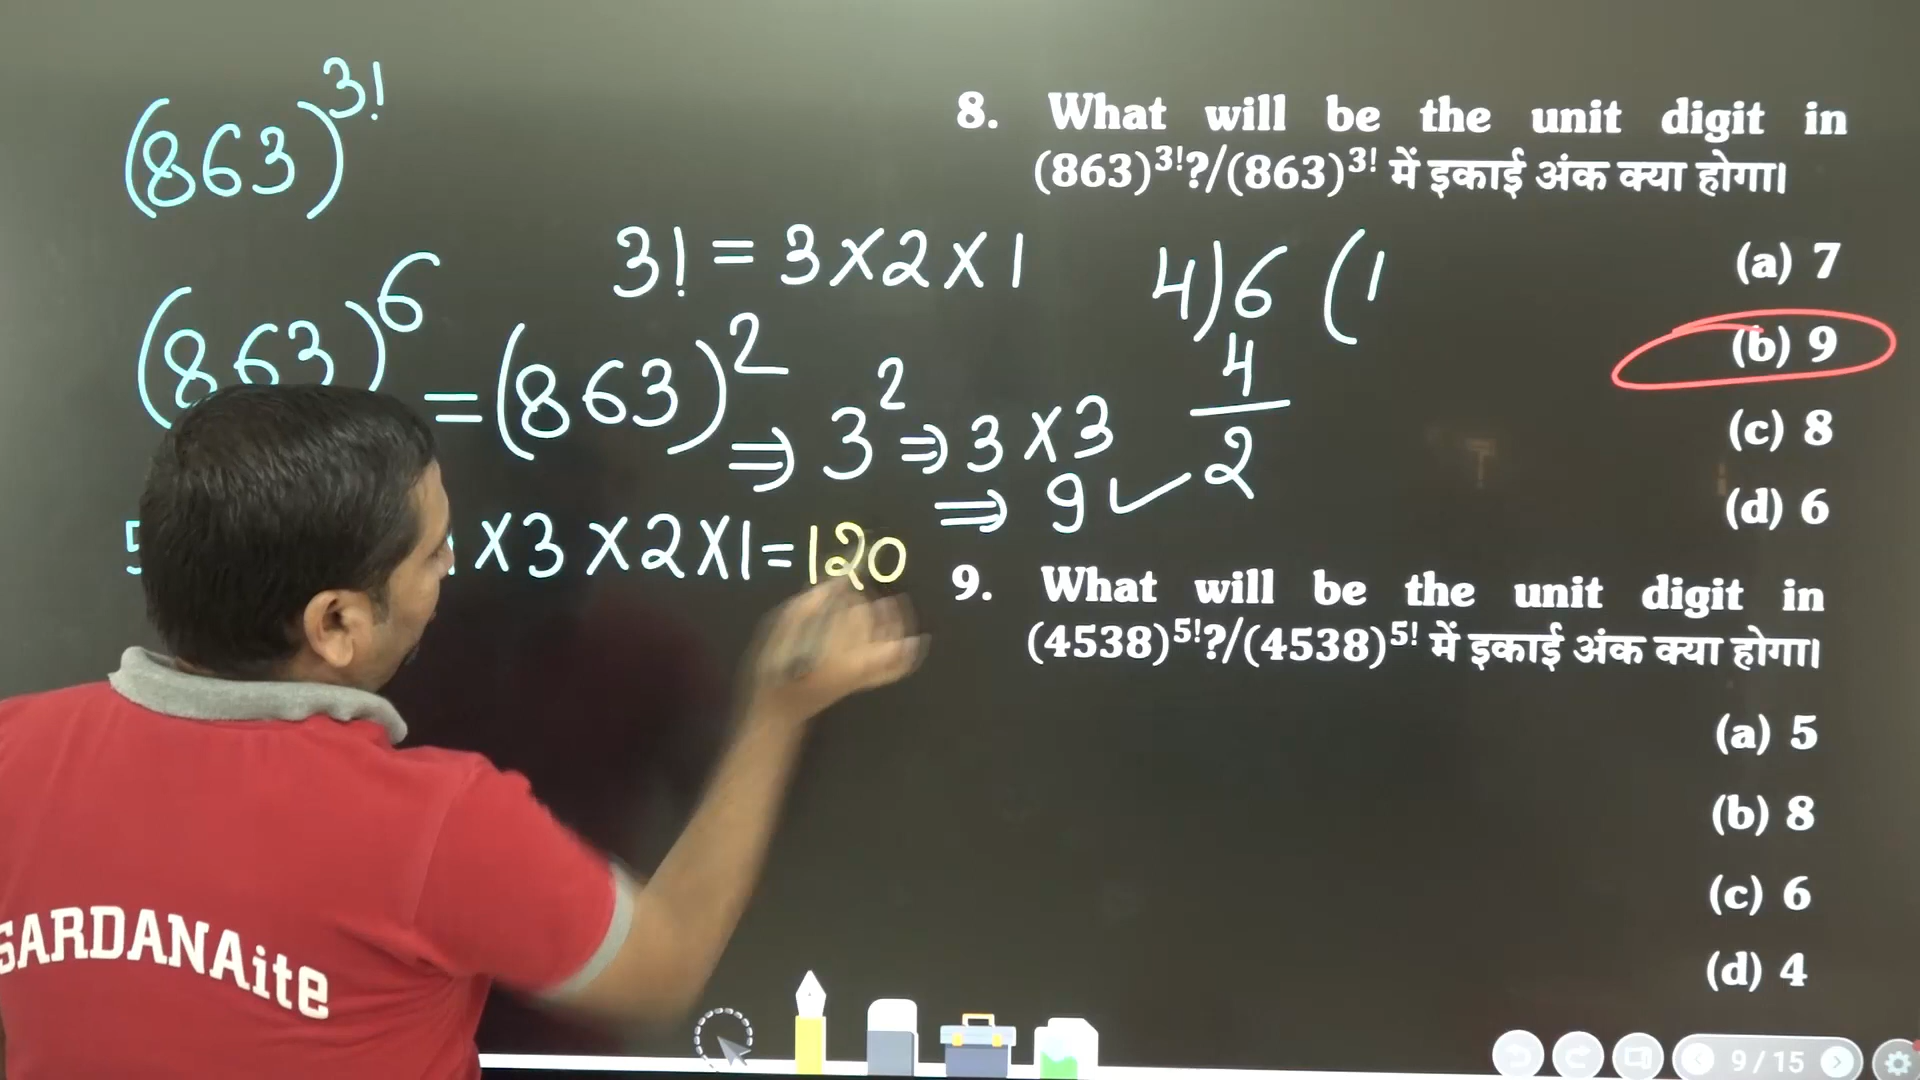 (863)^3!
3! = 3×2×1
(863)^6
= (863)^2
⇒ 3^2 ⇒ 3×3
⇒ 9 ✓
4)6(1
4
2
×3×2×1=120
8. What will be the unit digit in
(863)^3!?/(863)^3! में इकाई अंक क्या होगा।
(a) 7
(b) 9
(c) 8
(d) 6
9. What will be the unit digit in
(4538)^5!?/(4538)^5! में इकाई अंक क्या होगा।
(a) 5
(b) 8
(c) 6
(d) 4
SARDANAite
9/15